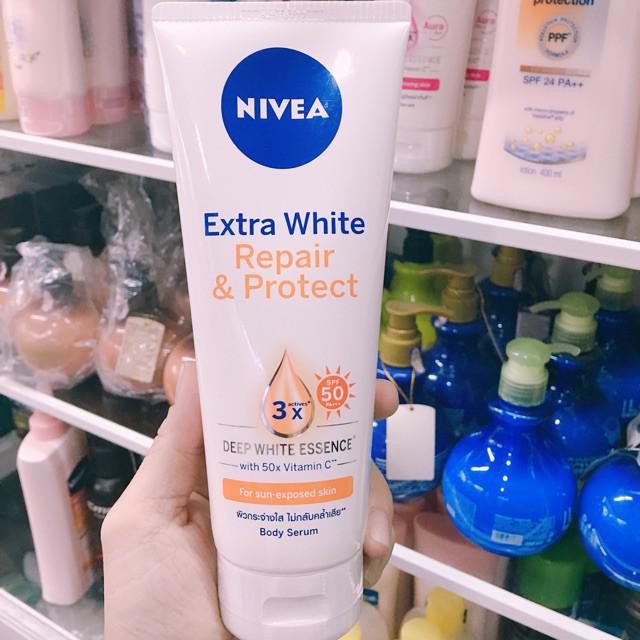 NIVEA
Extra White
Repair
& Protect
3x actives*
SPF
50
PA+++
DEEP WHITE ESSENCE*
with 50x Vitamin C**
For sun-exposed skin
ผิวกระจ่างใส ไม่กลับคล้ำเสีย**
Body Serum
Aura
ESSENCE
protection
PPF
SPF 24 PA++
lotion 400 ml